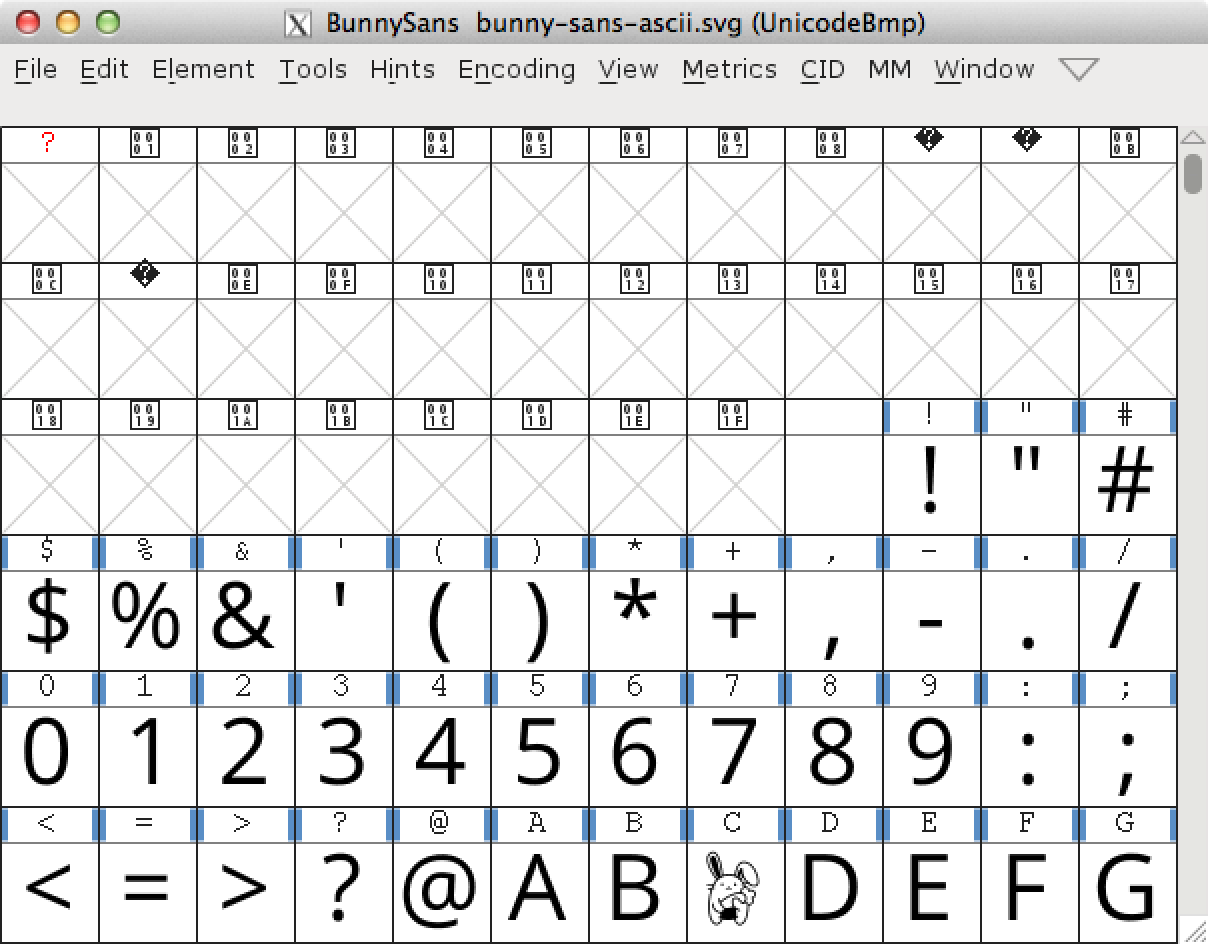 BunnySans bunny-sans-ascii.svg (UnicodeBmp)
File Edit Element Tools Hints Encoding View Metrics CID MM Window
? 0001 0002 0003 0004 0005 0006 0007 0008 � � 000B
000C � 000E 000F 0010 0011 0012 0013 0014 0015 0016 0017
0018 0019 001A 001B 001C 001D 001E 001F ! " #
! " #
$ % & ' ( ) * + , - . /
$ % & ' ( ) * + , - . /
0 1 2 3 4 5 6 7 8 9 : ;
0 1 2 3 4 5 6 7 8 9 : ;
< = > ? @ A B C D E F G
< = > ? @ A B D E F G